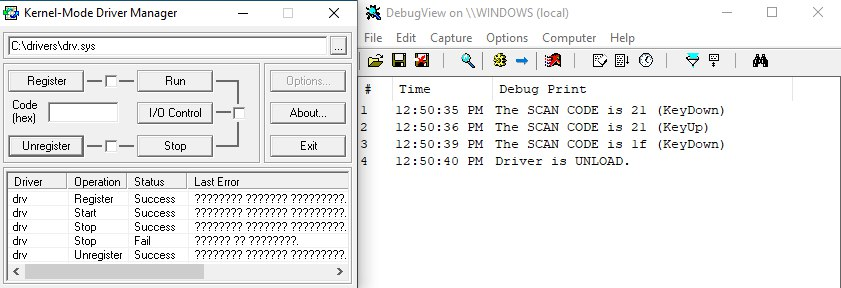 Kernel-Mode Driver Manager
C:\drivers\drv.sys
...
Register
Run
Options...
Code
(hex)
I/O Control
About...
Unregister
Stop
Exit
Driver Operation Status Last Error
drv Register Success ???????? ??????? ?????????.
drv Start Success ???????? ??????? ?????????.
drv Stop Success ???????? ??????? ?????????.
drv Stop Fail ?????? ?? ????????.
drv Unregister Success ???????? ??????? ?????????.
DebugView on \\WINDOWS (local)
File Edit Capture Options Computer Help
# Time Debug Print
1 12:50:35 PM The SCAN CODE is 21 (KeyDown)
2 12:50:36 PM The SCAN CODE is 21 (KeyUp)
3 12:50:39 PM The SCAN CODE is 1f (KeyDown)
4 12:50:40 PM Driver is UNLOAD.